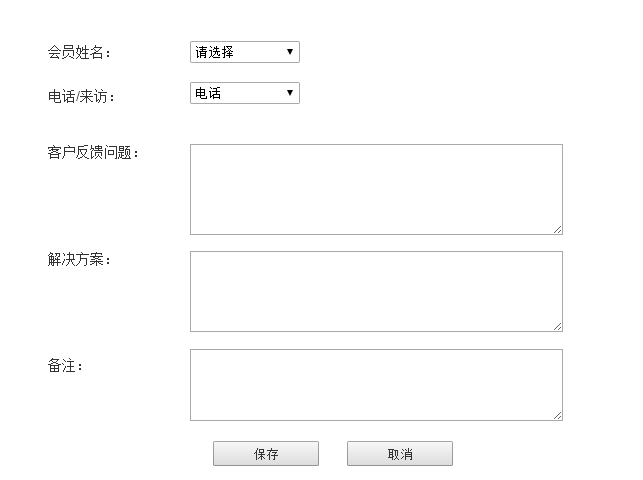 会员姓名： 请选择
电话/来访： 电话
客户反馈问题：
解决方案：
备注：
保存 取消